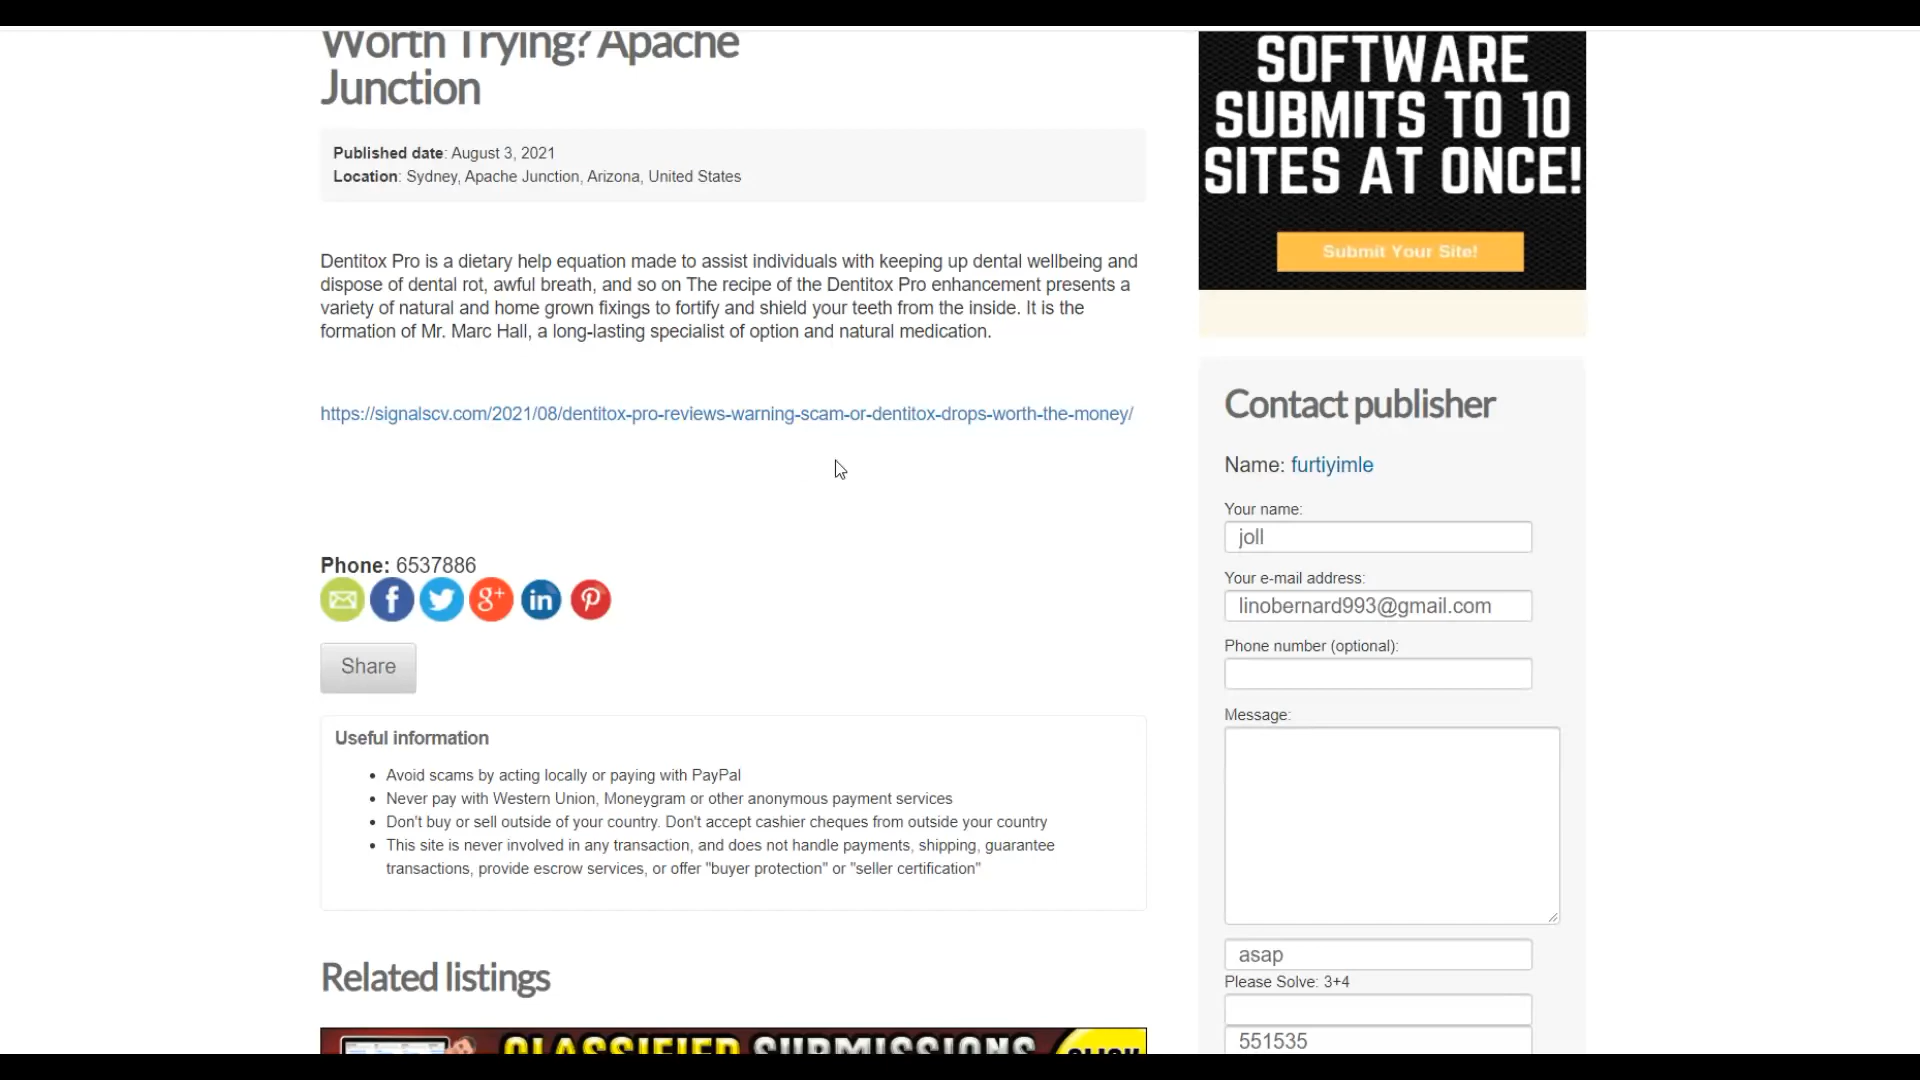 Worth Trying? Apache
Junction
Published date: August 3, 2021
Location: Sydney, Apache Junction, Arizona, United States
Dentitox Pro is a dietary help equation made to assist individuals with keeping up dental wellbeing and
dispose of dental rot, awful breath, and so on The recipe of the Dentitox Pro enhancement presents a
variety of natural and home grown fixings to fortify and shield your teeth from the inside. It is the
formation of Mr. Marc Hall, a long-lasting specialist of option and natural medication.
https://signalscv.com/2021/08/dentitox-pro-reviews-warning-scam-or-dentitox-drops-worth-the-money/
Phone: 6537886
Share
Useful information
Avoid scams by acting locally or paying with PayPal
Never pay with Western Union, Moneygram or other anonymous payment services
Don't buy or sell outside of your country. Don't accept cashier cheques from outside your country
This site is never involved in any transaction, and does not handle payments, shipping, guarantee
transactions, provide escrow services, or offer "buyer protection" or "seller certification"
Related listings
CLASSIFIED SUBMISSIONS
CLICK
SOFTWARE
SUBMITS TO 10
SITES AT ONCE!
Submit Your Site!
Contact publisher
Name: furtiyimle
Your name:
joll
Your e-mail address:
linobernard993@gmail.com
Phone number (optional):
Message:
asap
Please Solve: 3+4
551535